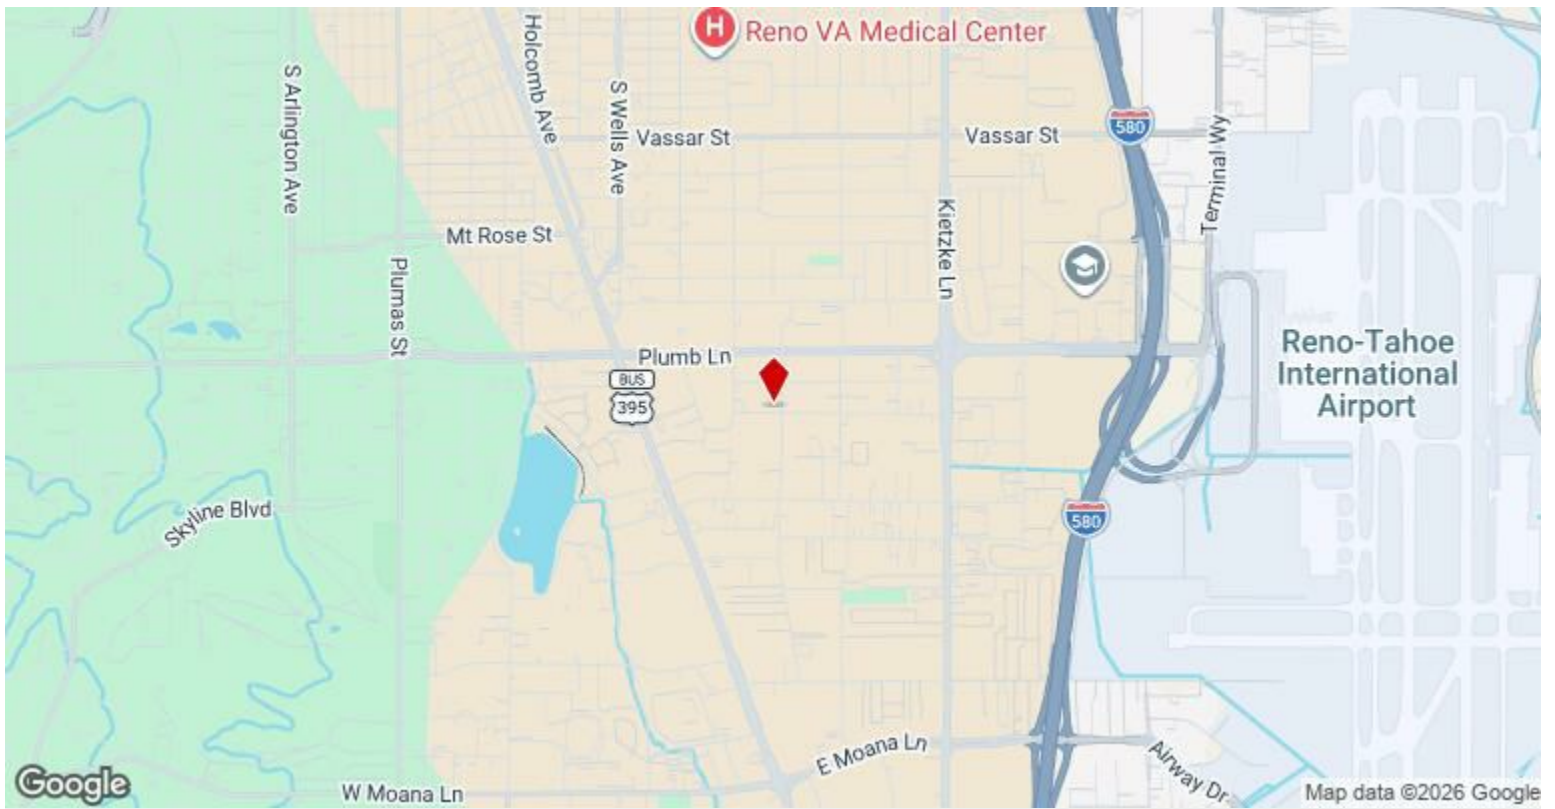 Reno VA Medical Center
H
Holcomb Ave
S Arlington Ave
S Wells Ave
Vassar St
Vassar St
580
Terminal Wy
Mt Rose St
Kietzke Ln
Plumas St
Plumb Ln
BUS
395
Reno-Tahoe
International
Airport
Skyline Blvd
580
E Moana Ln
W Moana Ln
Airway Dr
Google
Map data ©2026 Google